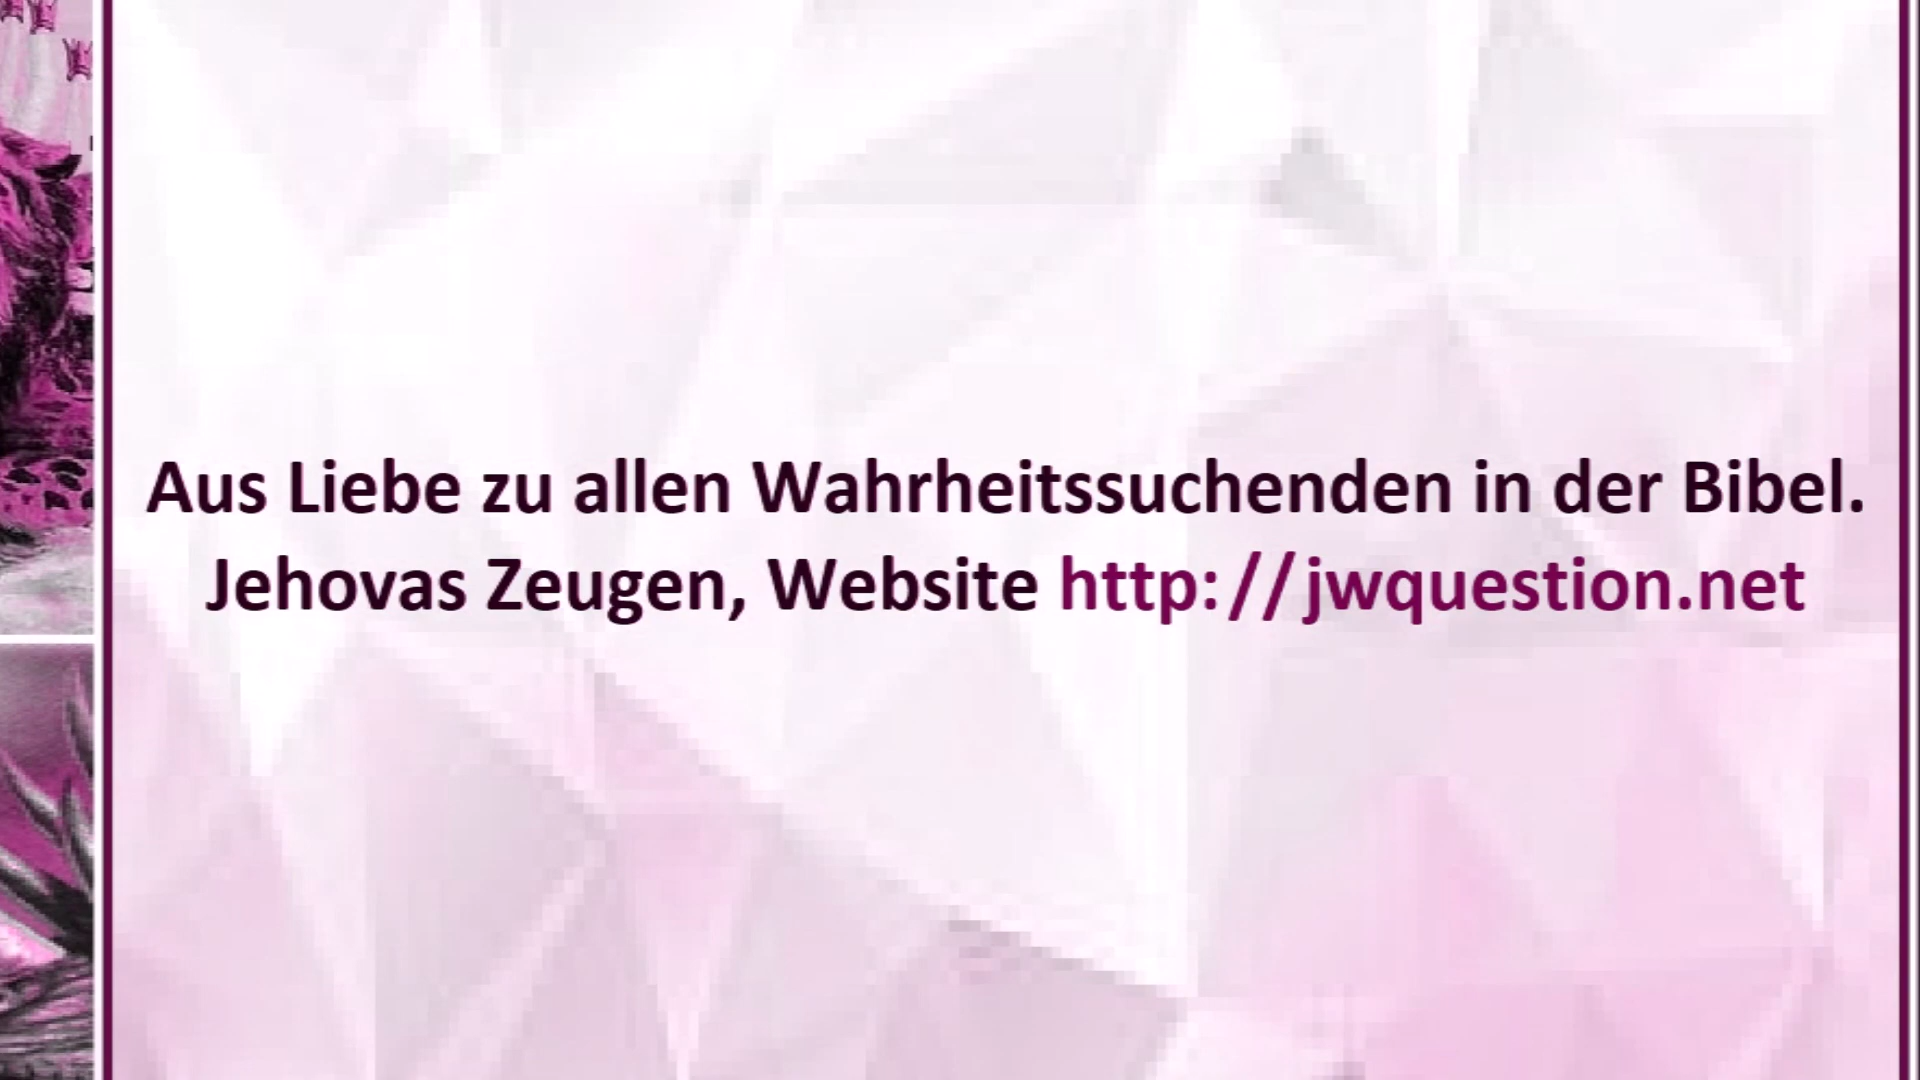 Aus Liebe zu allen Wahrheitssuchenden in der Bibel.
Jehovas Zeugen, Website http://jwquestion.net